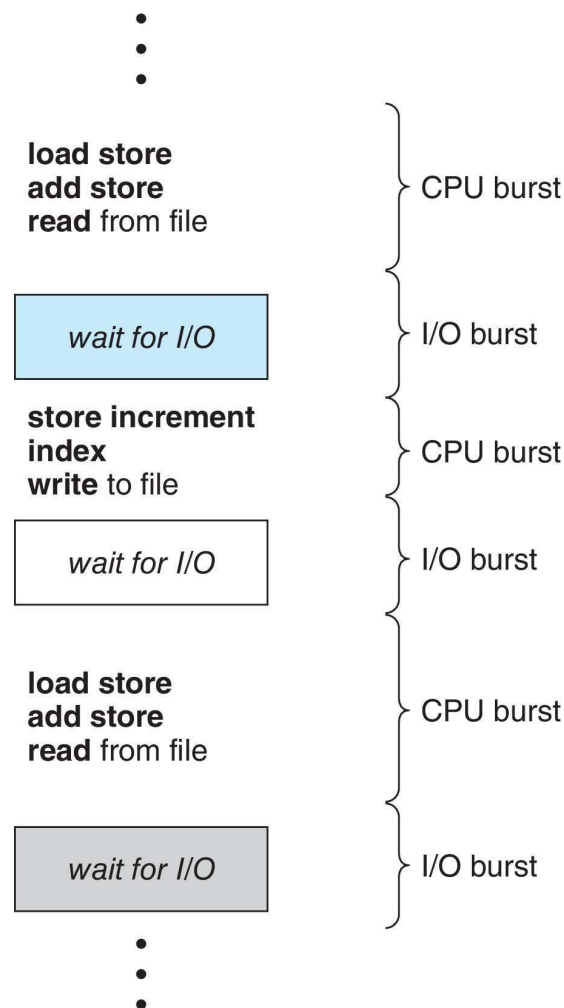 load store
add store
read from file
CPU burst
wait for I/O
I/O burst
store increment
index
write to file
CPU burst
wait for I/O
I/O burst
load store
add store
read from file
CPU burst
wait for I/O
I/O burst